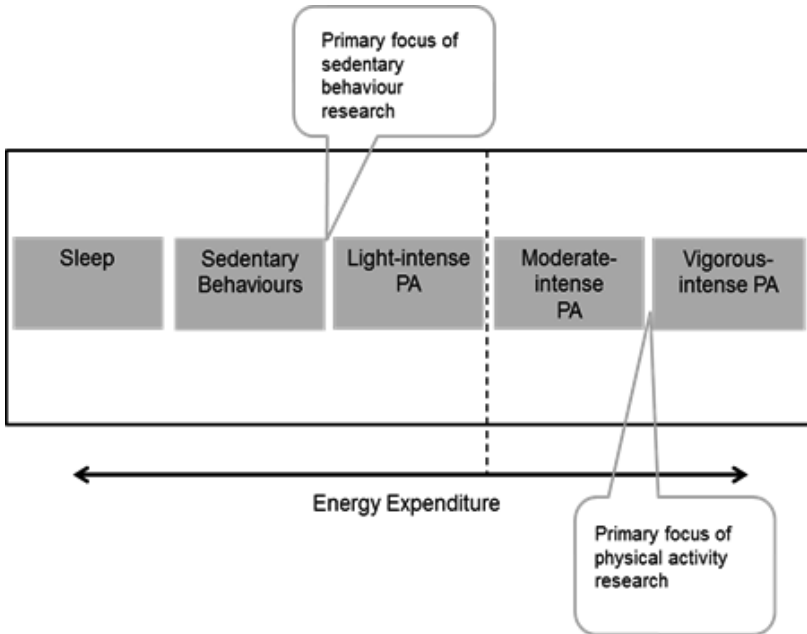 Primary focus of
sedentary
behaviour
research
Sleep
Sedentary
Behaviours
Light-intense
PA
Moderate-
intense
PA
Vigorous-
intense PA
Energy Expenditure
Primary focus of
physical activity
research